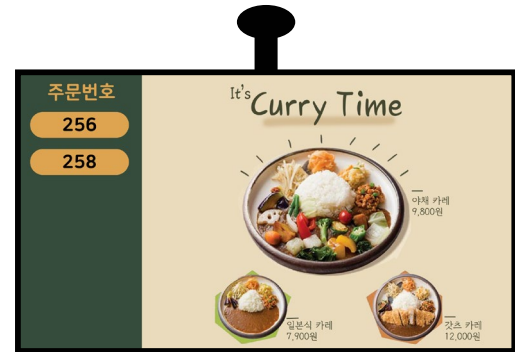 주문번호
256
258
It's
Curry Time
야채 카레
9,800원
일본식 카레
7,900원
갓츠 카레
12,000원